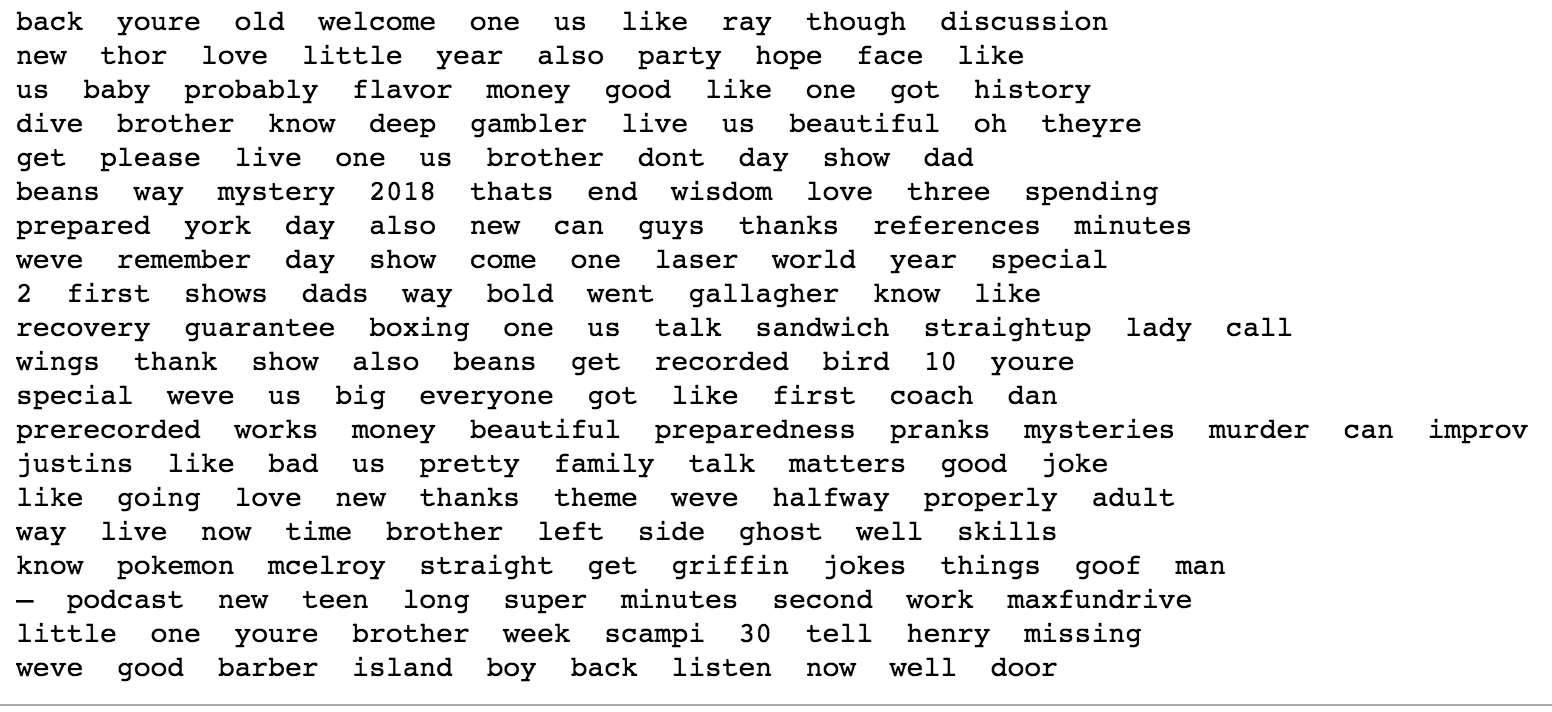 back youre old welcome one us like ray though discussion
new thor love little year also party hope face like
us baby probably flavor money good like one got history
dive brother know deep gambler live us beautiful oh theyre
get please live one us brother dont day show dad
beans way mystery 2018 thats end wisdom love three spending
prepared york day also new can guys thanks references minutes
weve remember day show come one laser world year special
2 first shows dads way bold went gallagher know like
recovery guarantee boxing one us talk sandwich straightup lady call
wings thank show also beans get recorded bird 10 youre
special weve us big everyone got like first coach dan
prerecorded works money beautiful preparedness pranks mysteries murder can improv
justins like bad us pretty family talk matters good joke
like going love new thanks theme weve halfway properly adult
way live now time brother left side ghost well skills
know pokemon mcelroy straight get griffin jokes things goof man
– podcast new teen long super minutes second work maxfundrive
little one youre brother week scampi 30 tell henry missing
weve good barber island boy back listen now well door